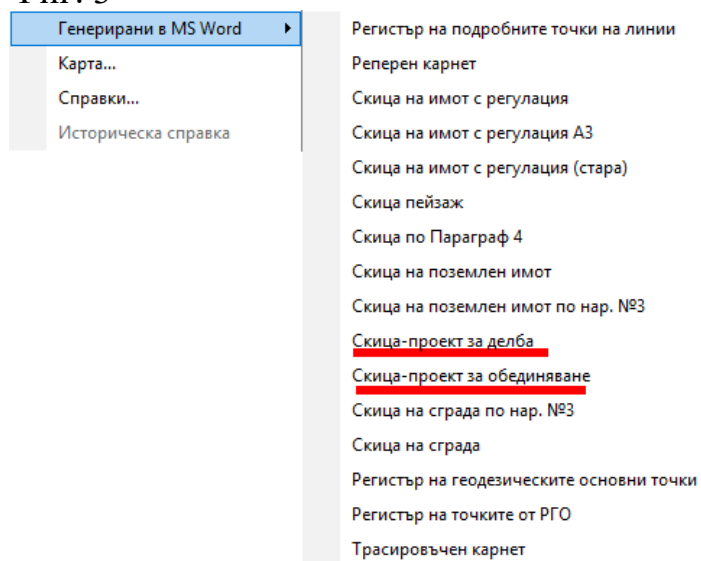 Генерирани в MS Word
Карта...
Справки...
Историческа справка
Регистър на подробните точки на линии
Реперен карнет
Скица на имот с регулация
Скица на имот с регулация А3
Скица на имот с регулация (стара)
Скица пейзаж
Скица по Параграф 4
Скица на поземлен имот
Скица на поземлен имот по нар. №3
Скица-проект за делба
Скица-проект за обединяване
Скица на сграда по нар. №3
Скица на сграда
Регистър на геодезическите основни точки
Регистър на точките от РГО
Трасировъчен карнет